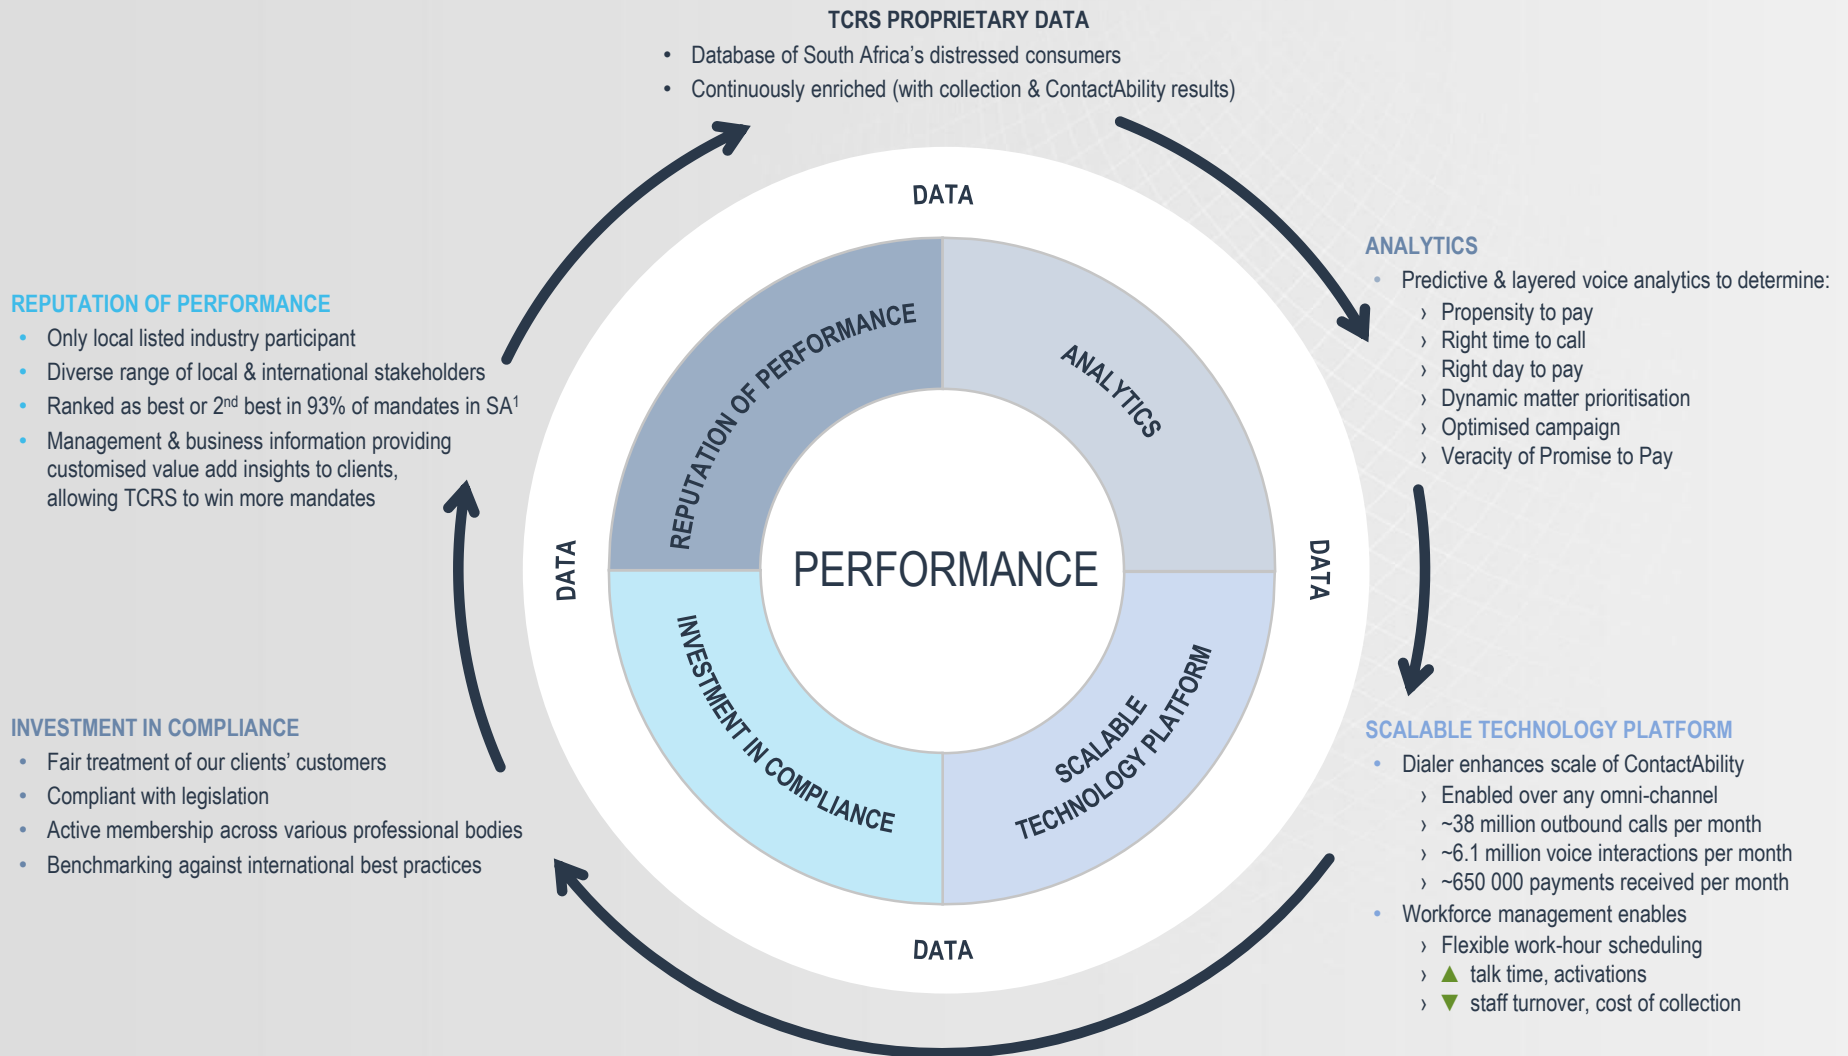 TCRS PROPRIETARY DATA
• Database of South Africa's distressed consumers
• Continuously enriched (with collection & ContactAbility results)
ANALYTICS
• Predictive & layered voice analytics to determine:
› Propensity to pay
› Right time to call
› Right day to pay
› Dynamic matter prioritisation
› Optimised campaign
› Veracity of Promise to Pay
SCALABLE TECHNOLOGY PLATFORM
• Dialer enhances scale of ContactAbility
› Enabled over any omni-channel
› ~38 million outbound calls per month
› ~6.1 million voice interactions per month
› ~650 000 payments received per month
• Workforce management enables
› Flexible work-hour scheduling
› ▲ talk time, activations
› ▼ staff turnover, cost of collection
INVESTMENT IN COMPLIANCE
• Fair treatment of our clients' customers
• Compliant with legislation
• Active membership across various professional bodies
• Benchmarking against international best practices
REPUTATION OF PERFORMANCE
• Only local listed industry participant
• Diverse range of local & international stakeholders
• Ranked as best or 2nd best in 93% of mandates in SA1
• Management & business information providing
customised value add insights to clients,
allowing TCRS to win more mandates
DATA
DATA
DATA
DATA
REPUTATION OF PERFORMANCE
ANALYTICS
SCALABLE
TECHNOLOGY PLATFORM
INVESTMENT IN COMPLIANCE
PERFORMANCE